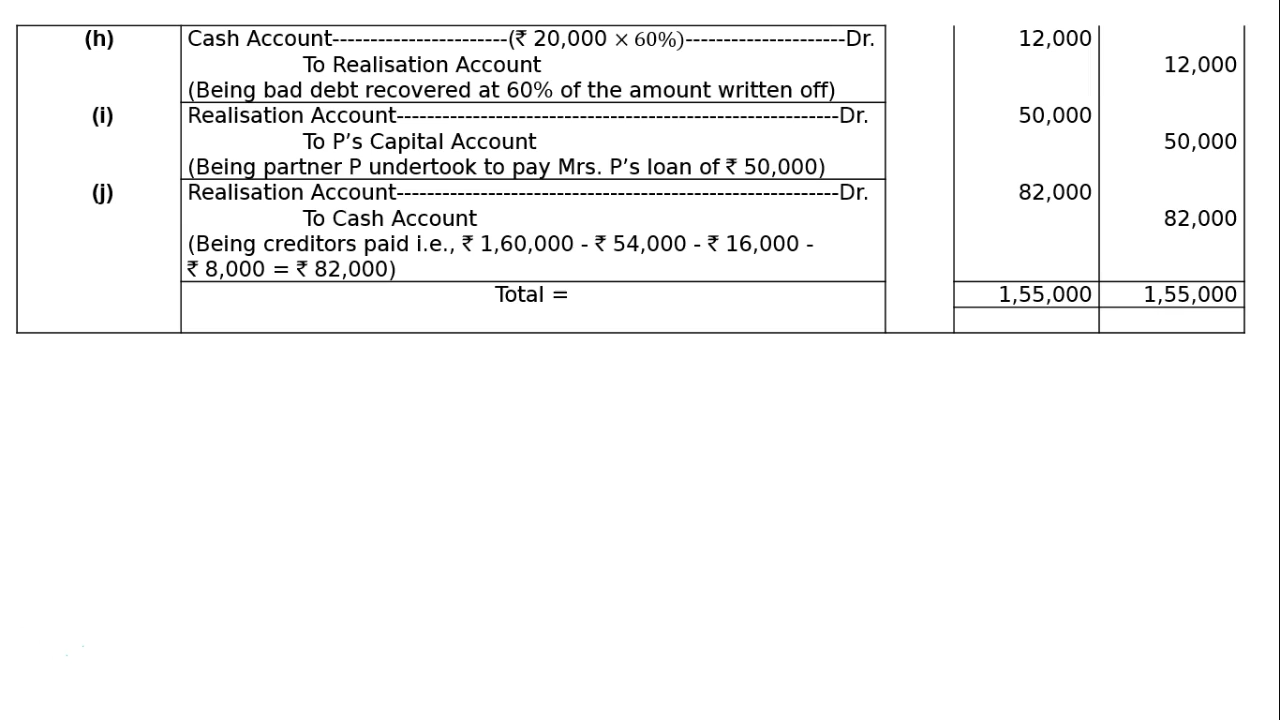 (h) Cash Account-----------------------(₹ 20,000 × 60%)---------------------Dr. 12,000
To Realisation Account 12,000
(Being bad debt recovered at 60% of the amount written off)
(i) Realisation Account----------------------------------------------------------Dr. 50,000
To P’s Capital Account 50,000
(Being partner P undertook to pay Mrs. P’s loan of ₹ 50,000)
(j) Realisation Account----------------------------------------------------------Dr. 82,000
To Cash Account 82,000
(Being creditors paid i.e., ₹ 1,60,000 - ₹ 54,000 - ₹ 16,000 -
₹ 8,000 = ₹ 82,000)
Total = 1,55,000 1,55,000